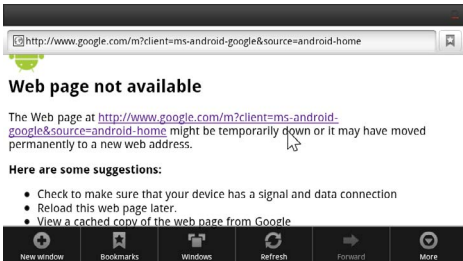 http://www.google.com/m?client=ms-android-google&source=android-home
Web page not available
The Web page at http://www.google.com/m?client=ms-android-
google&source=android-home might be temporarily down or it may have moved
permanently to a new web address.
Here are some suggestions:
• Check to make sure that your device has a signal and data connection
• Reload this web page later.
• View a cached copy of the web page from Google
New window Bookmarks Windows Refresh Forward More